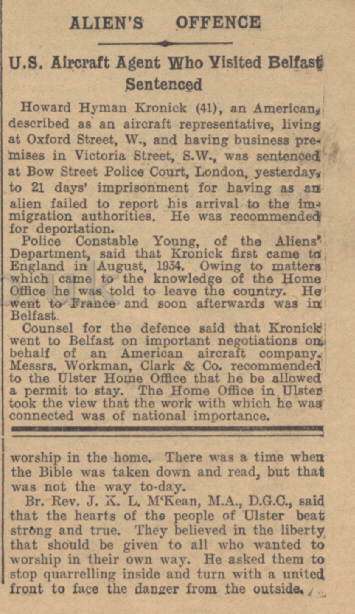 ALIEN'S OFFENCE
U.S. Aircraft Agent Who Visited Belfast
Sentenced
Howard Hyman Kronick (41), an American,
described as an aircraft representative, living
at Oxford Street, W., and having business pre-
mises in Victoria Street, S.W., was sentenced
at Bow Street Police Court, London, yesterday,
to 21 days' imprisonment for having as an
alien failed to report his arrival to the im-
migration authorities. He was recommended
for deportation.
Police Constable Young, of the Aliens'
Department, said that Kronick first came to
England in August, 1934. Owing to matters
which came to the knowledge of the Home
Office he was told to leave the country. He
went to France and soon afterwards was in
Belfast.
Counsel for the defence said that Kronick
went to Belfast on important negotiations on
behalf of an American aircraft company.
Messrs. Workman, Clark & Co. recommended
to the Ulster Home Office that he be allowed
a permit to stay. The Home Office in Ulster
took the view that the work with which he was
connected was of national importance.
worship in the home. There was a time when
the Bible was taken down and read, but that
was not the way to-day.
Br. Rev. J. K. L. M'Kean, M.A., D.G.C., said
that the hearts of the people of Ulster beat
strong and true. They believed in the liberty
that should be given to all who wanted to
worship in their own way. He asked them to
stop quarrelling inside and turn with a united
front to face the danger from the outside.